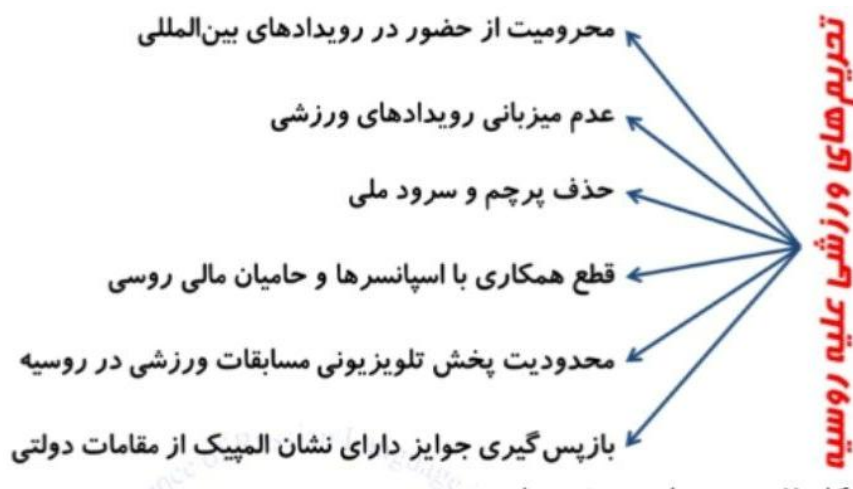 تحریم‌های ورزشی علیه روسیه
محرومیت از حضور در رویدادهای بین‌المللی
عدم میزبانی رویدادهای ورزشی
حذف پرچم و سرود ملی
قطع همکاری با اسپانسرها و حامیان مالی روسی
محدودیت پخش تلویزیونی مسابقات ورزشی در روسیه
بازپس‌گیری جوایز دارای نشان المپیک از مقامات دولتی